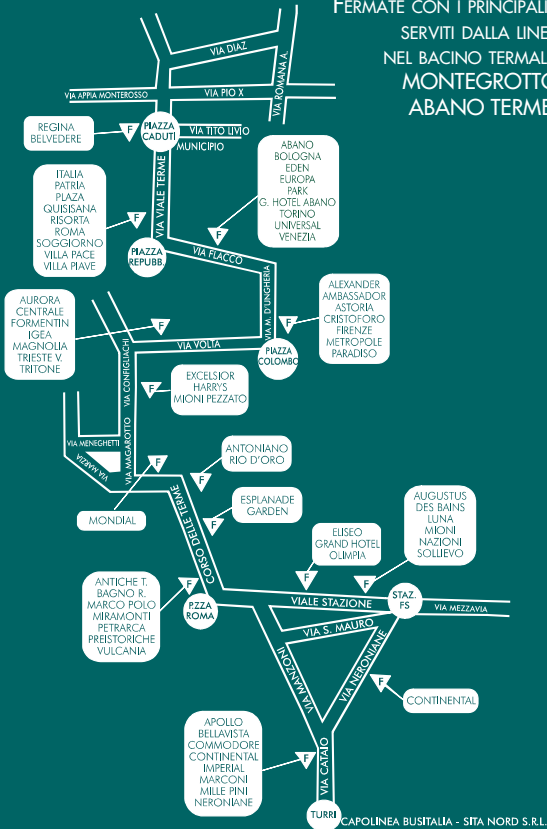 FERMATE CON I PRINCIPALI
SERVITI DALLA LINE
NEL BACINO TERMAL
MONTEGROTTO
ABANO TERME
VIA DIAZ
VIA ROMANA A.
VIA APPIA MONTEROSSO
VIA PIO X
REGINA
BELVEDERE
F
PIAZZA
CADUTI
VIA TITO LIVIO
MUNICIPIO
ITALIA
PATRIA
PLAZA
QUISISANA
RISORTA
ROMA
SOGGIORNO
VILLA PACE
VILLA PIAVE
F
VIA VIALE TERME
ABANO
BOLOGNA
EDEN
EUROPA
PARK
G. HOTEL ABANO
TORINO
UNIVERSAL
VENEZIA
F
PIAZZA
REPUBB.
VIA FLACCO
VIA M. D'UNGHERIA
ALEXANDER
AMBASSADOR
ASTORIA
CRISTOFORO
FIRENZE
METROPOLE
PARADISO
F
AURORA
CENTRALE
FORMENTIN
IGEA
MAGNOLIA
TRIESTE V.
TRITONE
F
VIA VOLTA
PIAZZA
COLOMBO
VIA CONFIGLIACHI
EXCELSIOR
HARRYS
MIONI PEZZATO
F
VIA MENEGHETTI
VIA MARZIA
VIA MAGAROTTO
ANTONIANO
RIO D'ORO
F
MONDIAL
F
ESPLANADE
GARDEN
F
CORSO DELLE TERME
ELISEO
GRAND HOTEL
OLIMPIA
F
AUGUSTUS
DES BAINS
LUNA
MIONI
NAZIONI
SOLLIEVO
F
ANTICHE T.
BAGNO R.
MARCO POLO
MIRAMONTI
PETRARCA
PREISTORICHE
VULCANIA
F
P.ZZA
ROMA
VIALE STAZIONE
STAZ.
FS
VIA MEZZAVIA
VIA S. MAURO
VIA MANZONI
VIA NERONIANE
F
CONTINENTAL
APOLLO
BELLAVISTA
COMMODORE
CONTINENTAL
IMPERIAL
MARCONI
MILLE PINI
NERONIANE
F
VIA CATAIO
TURRI
CAPOLINEA BUSITALIA - SITA NORD S.R.L.